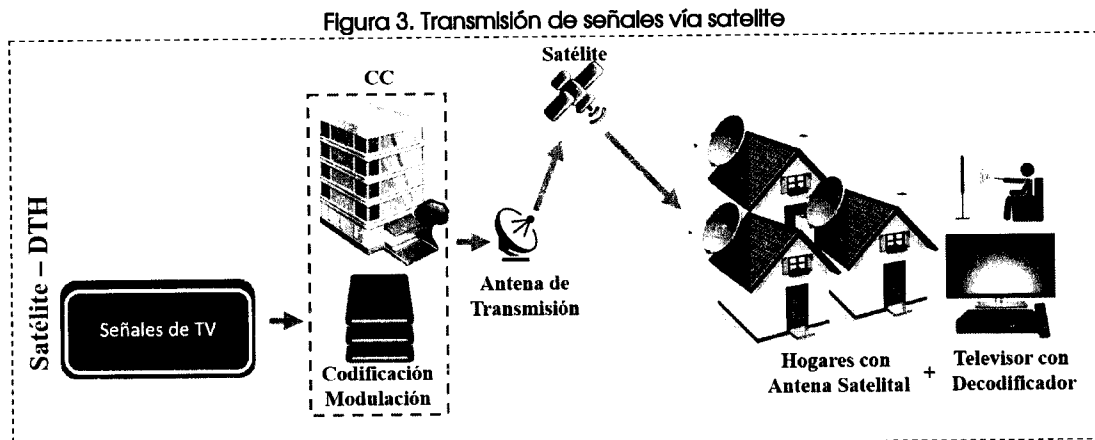 Figura 3. Transmisión de señales vía satelite
Satélite – DTH
Señales de TV
CC
Codificación
Modulación
Antena de
Transmisión
Satélite
Hogares con
Antena Satelital
+
Televisor con
Decodificador